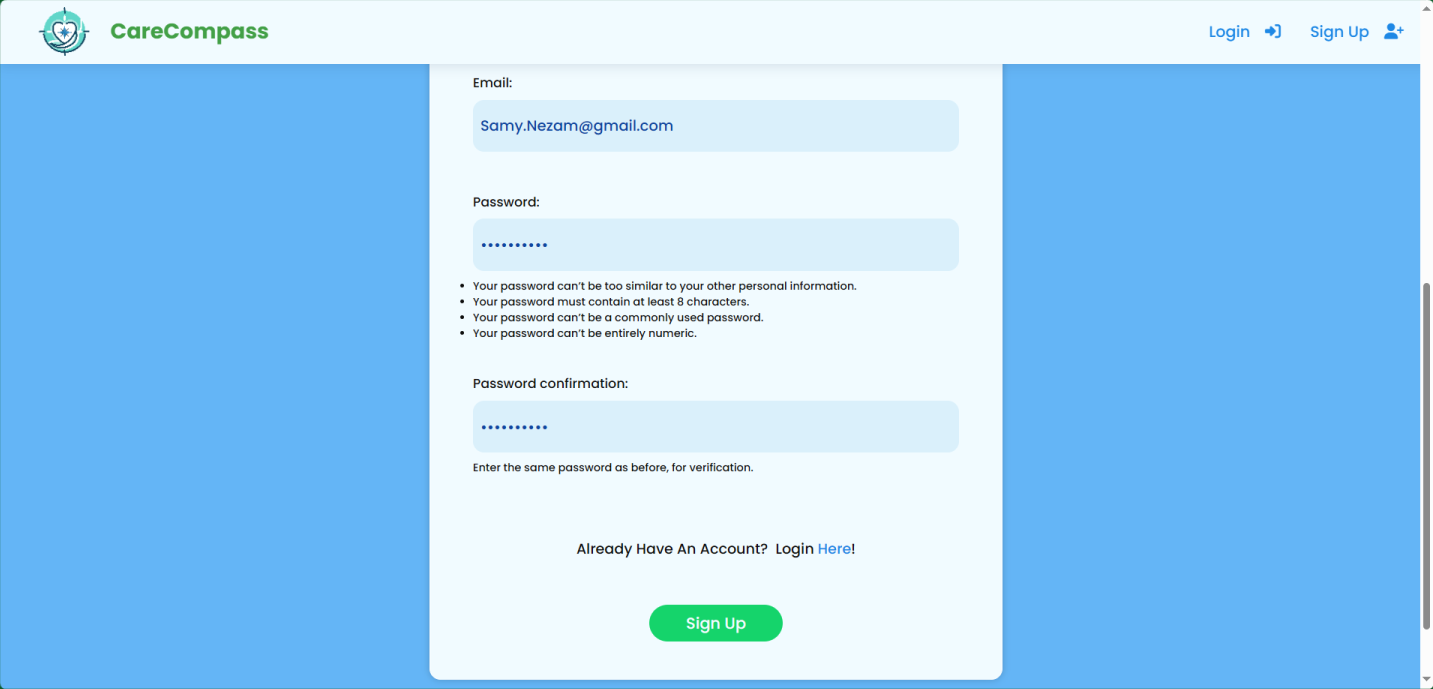 CareCompass
Login
Sign Up
Email:
Samy.Nezam@gmail.com
Password:
••••••••••
• Your password can't be too similar to your other personal information.
• Your password must contain at least 8 characters.
• Your password can't be a commonly used password.
• Your password can't be entirely numeric.
Password confirmation:
••••••••••
Enter the same password as before, for verification.
Already Have An Account? Login Here!
Sign Up